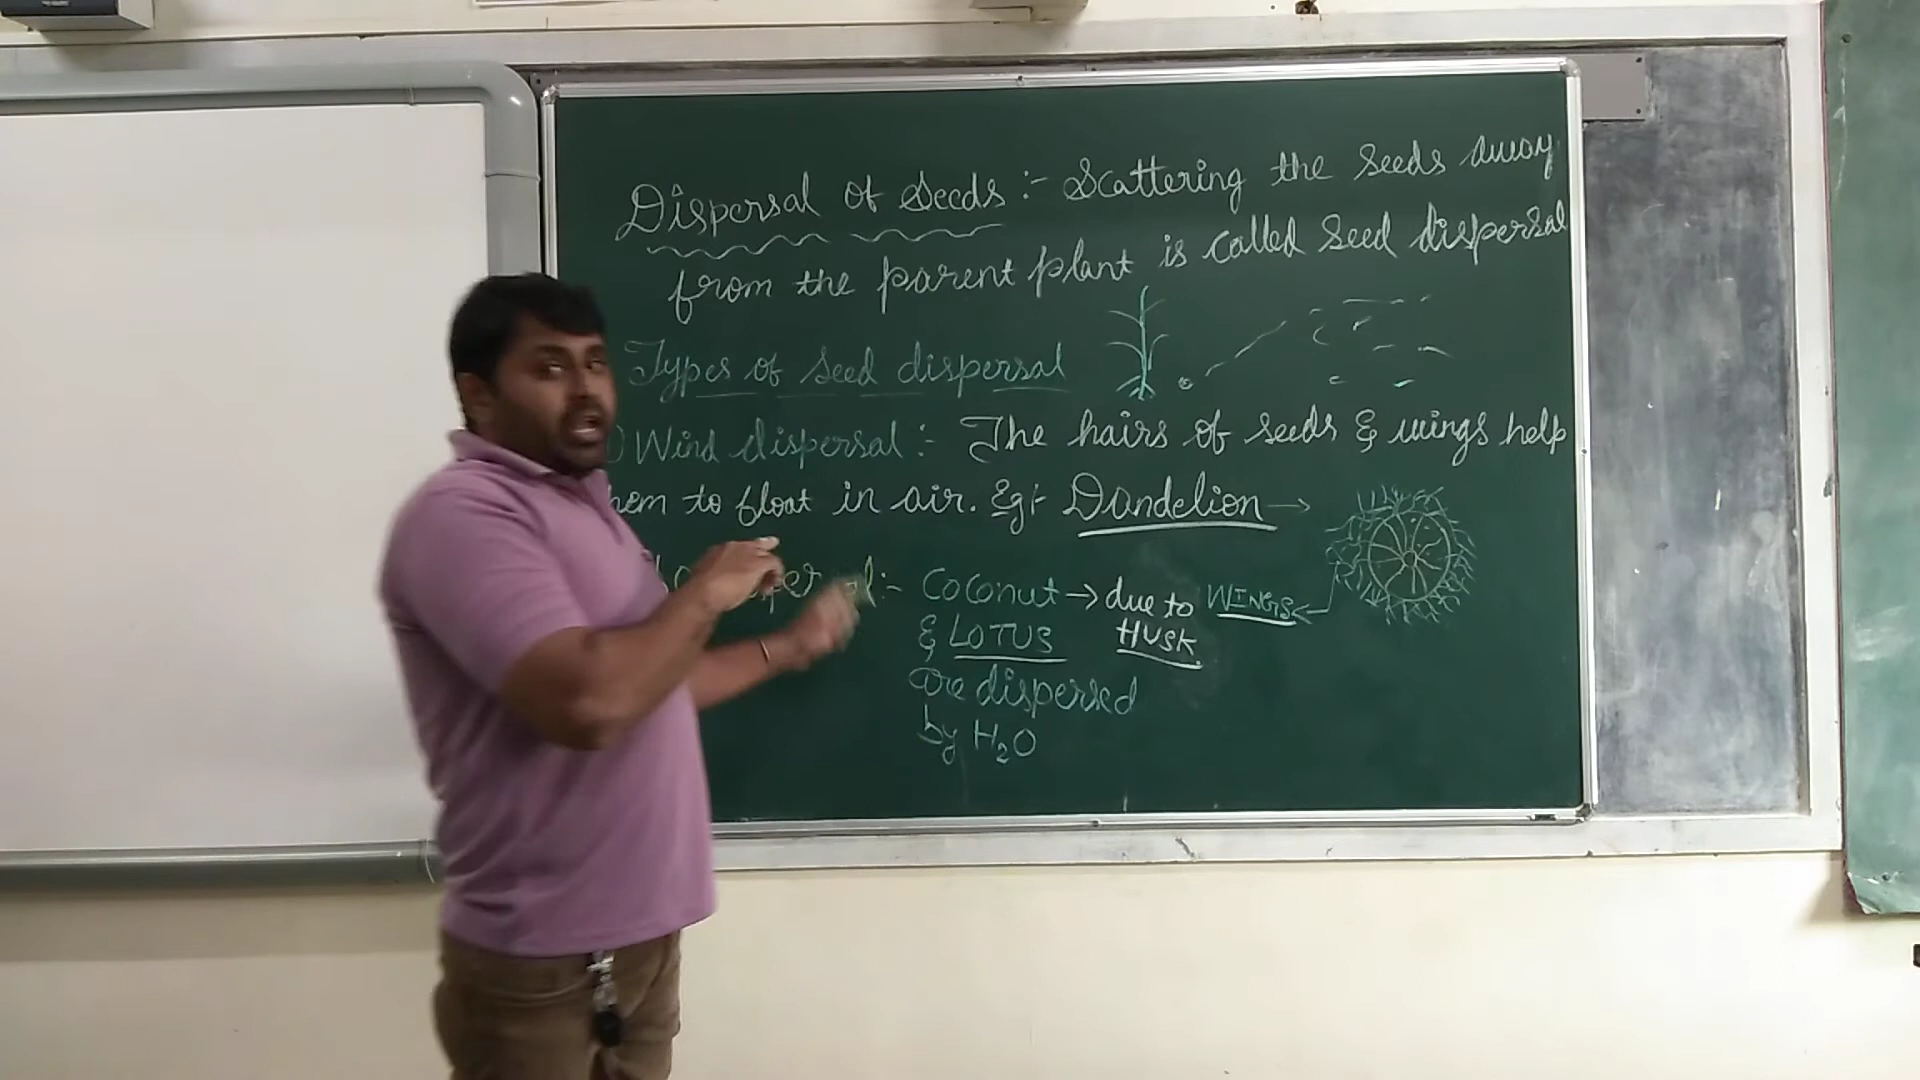 Dispersal of Seeds :- Scattering the seeds away
from the parent plant is called seed dispersal
Types of seed dispersal
) Wind dispersal :- The hairs of seeds & wings help
hem to float in air. Eg:- Dandelion →
:- Coconut → due to WINGS
& LOTUS HUSK
are dispersed
by H₂O